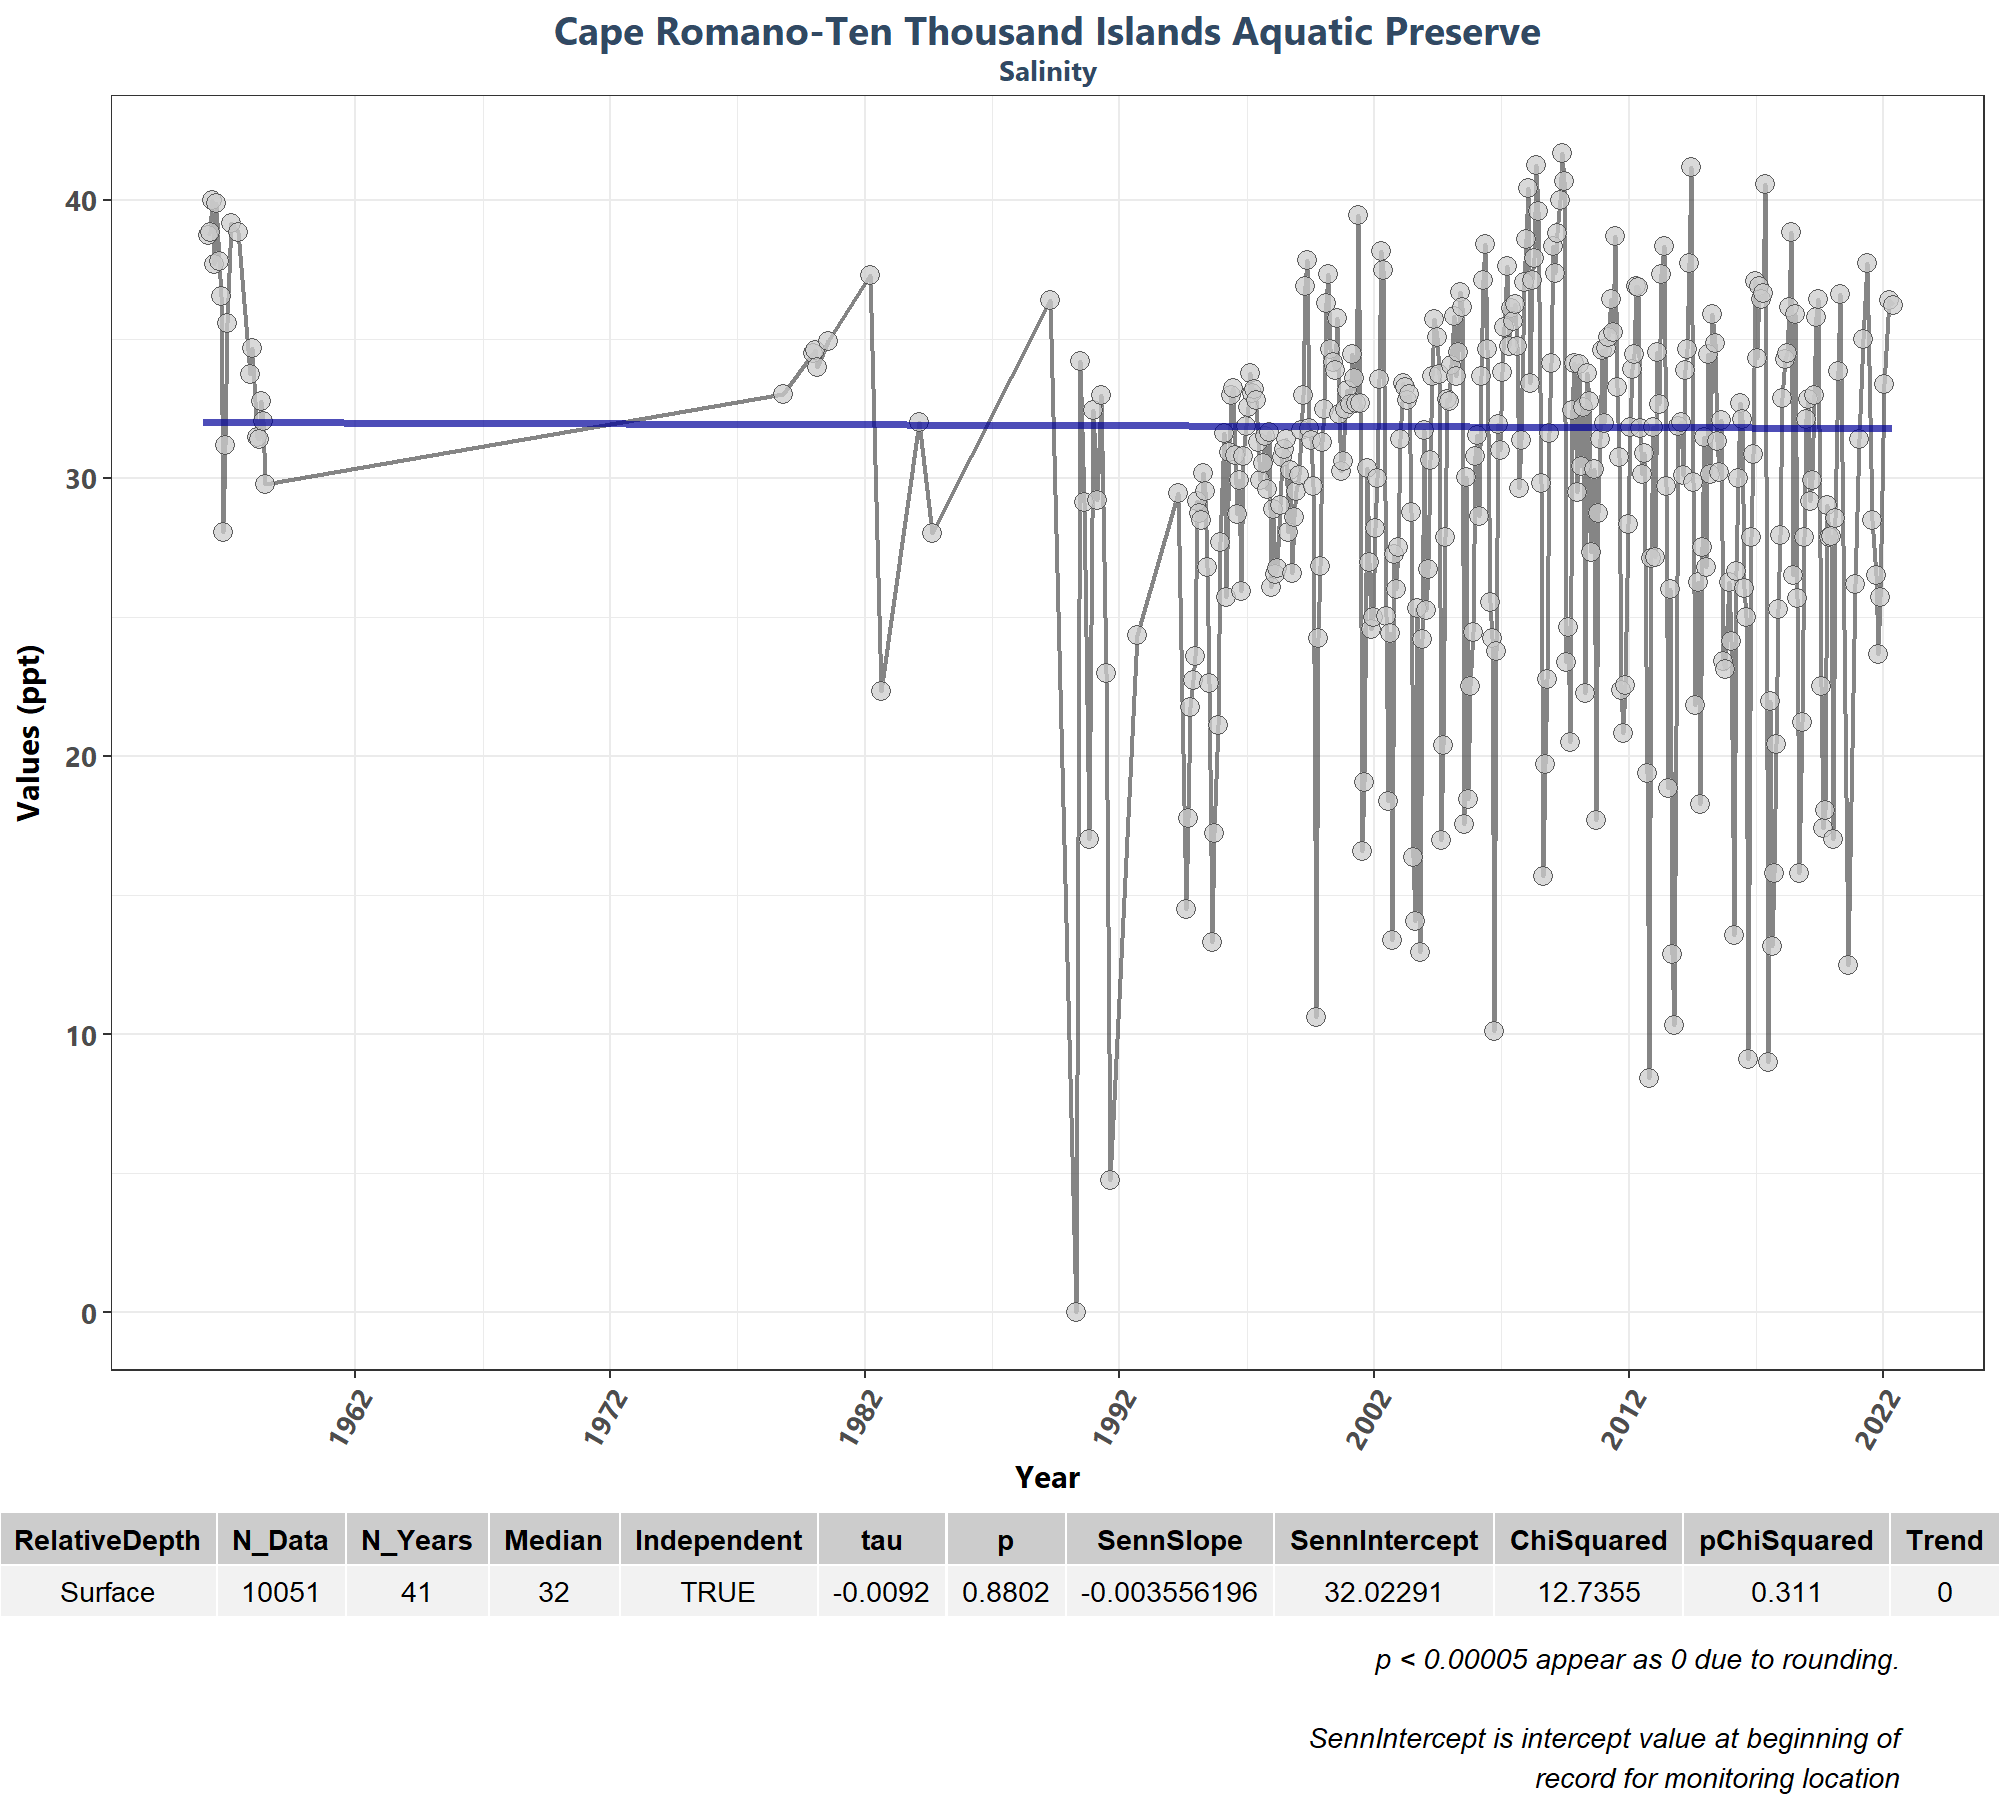 Cape Romano-Ten Thousand Islands Aquatic Preserve
Salinity
Values (ppt)
40
30
20
10
0
1962 1972 1982 1992 2002 2012 2022
Year
RelativeDepth N_Data N_Years Median Independent tau p SennSlope SennIntercept ChiSquared pChiSquared Trend
Surface 10051 41 32 TRUE -0.0092 0.8802 -0.003556196 32.02291 12.7355 0.311 0
p < 0.00005 appear as 0 due to rounding.
SennIntercept is intercept value at beginning of
record for monitoring location